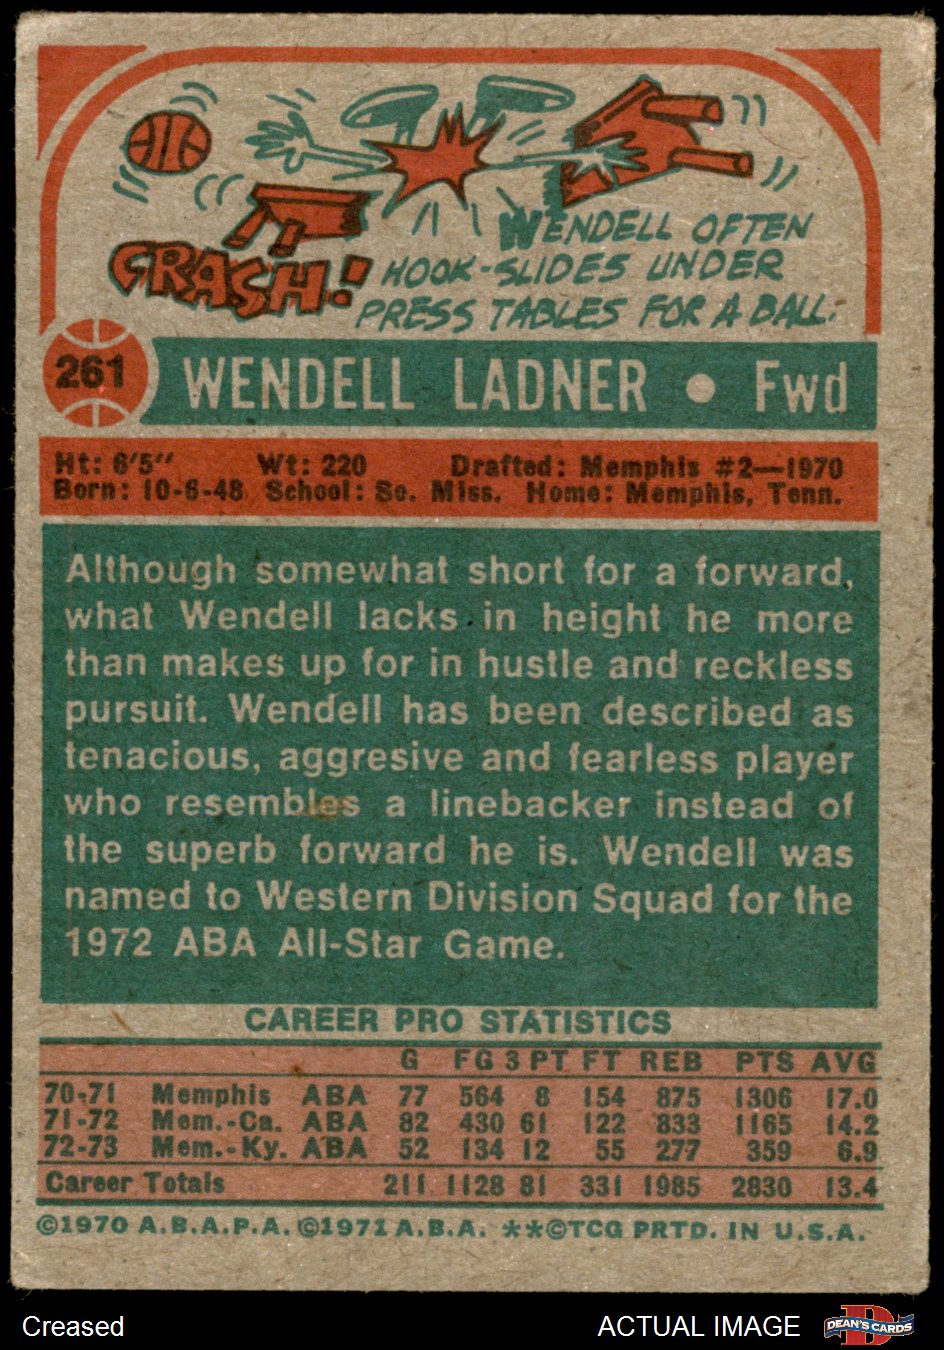 WENDELL OFTEN
CRASH! HOOK-SLIDES UNDER
PRESS TABLES FOR A BALL.
261 WENDELL LADNER • Fwd
Ht: 6'5" Wt: 220 Drafted: Memphis #2—1970
Born: 10-6-48 School: So. Miss. Home: Memphis, Tenn.
Although somewhat short for a forward,
what Wendell lacks in height he more
than makes up for in hustle and reckless
pursuit. Wendell has been described as
tenacious, aggresive and fearless player
who resembles a linebacker instead of
the superb forward he is. Wendell was
named to Western Division Squad for the
1972 ABA All-Star Game.
CAREER PRO STATISTICS
G FG 3 PT FT REB PTS AVG
70-71 Memphis ABA 77 564 8 154 875 1306 17.0
71-72 Mem.-Ca. ABA 82 430 61 122 833 1165 14.2
72-73 Mem.-Ky. ABA 52 134 12 55 277 359 6.9
Career Totals 211 1128 81 331 1985 2830 13.4
©1970 A.B.A.P.A. ©1971 A.B.A. **©TCG PRTD. IN U.S.A.
Creased ACTUAL IMAGE DEAN'S CARDS